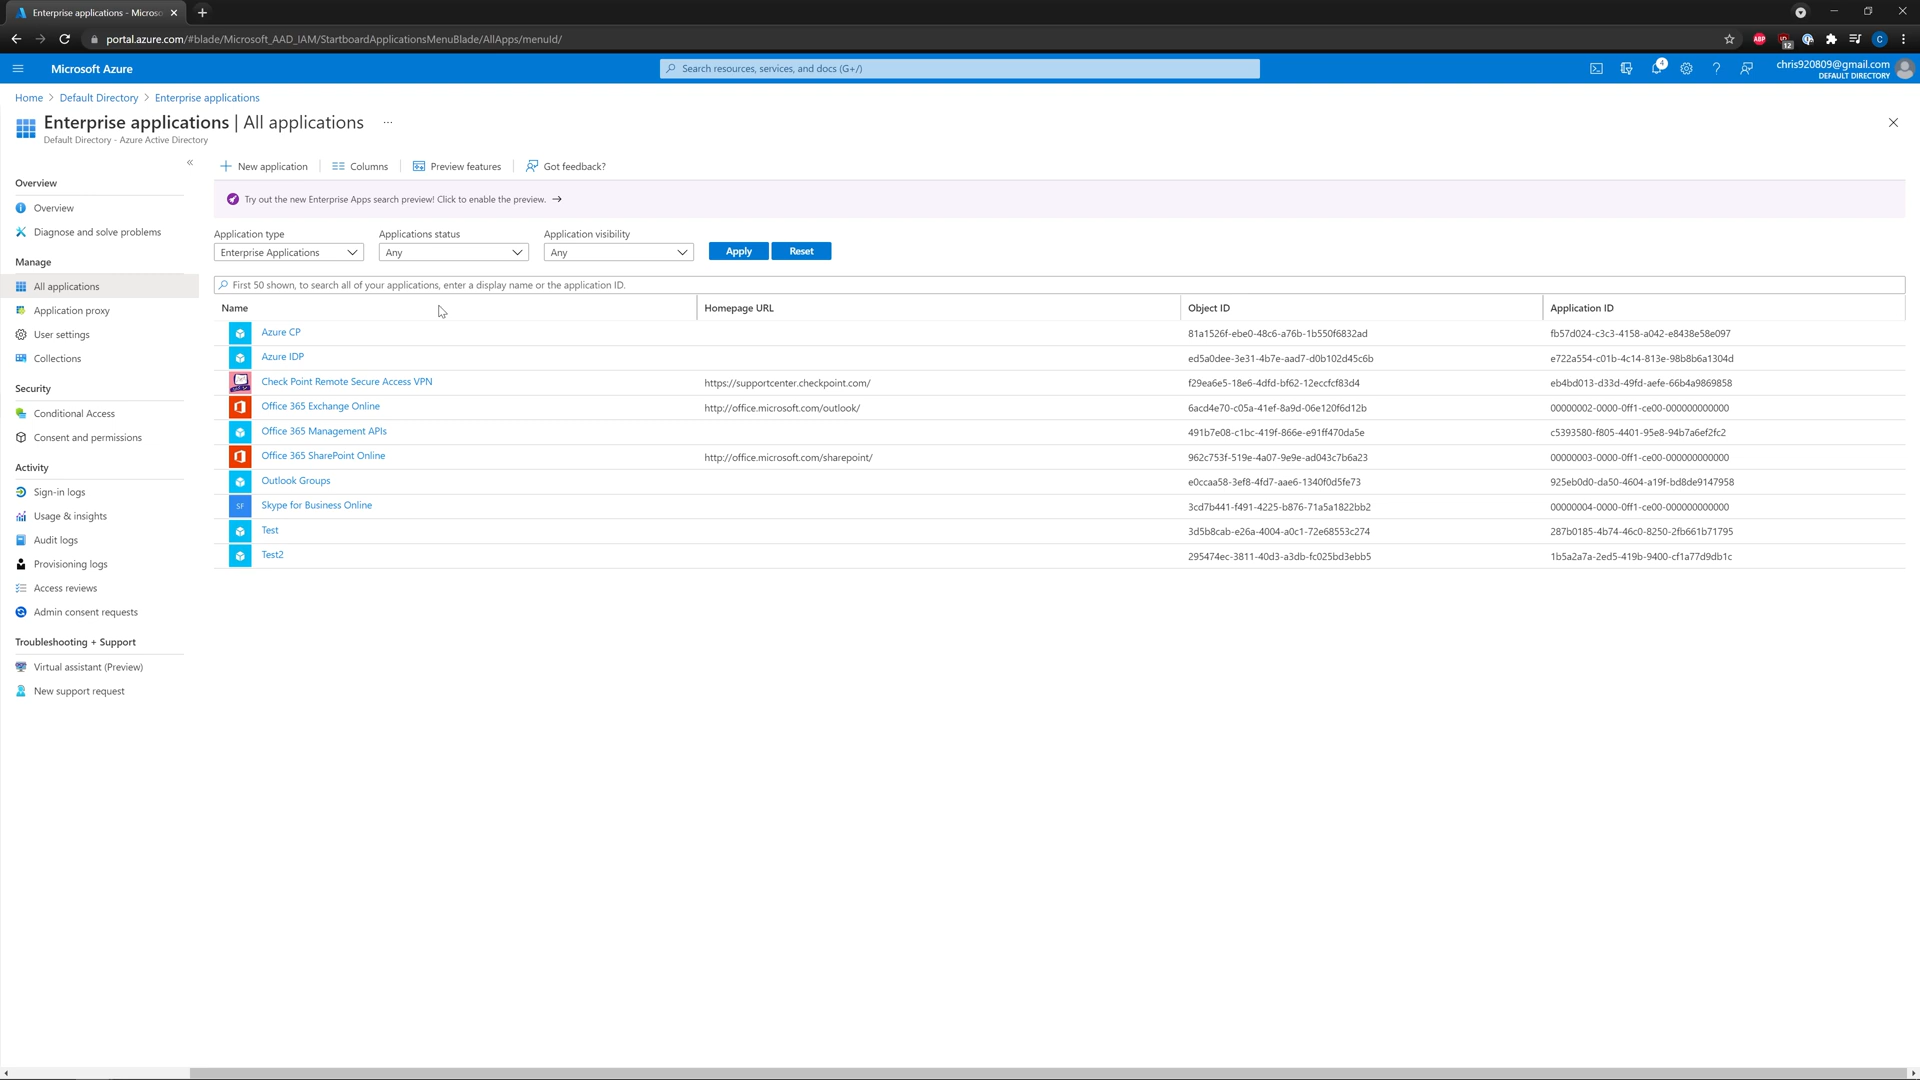 Enterprise applications - Microso
portal.azure.com/#blade/Microsoft_AAD_IAM/StartboardApplicationsMenuBlade/AllApps/menuId/
ABP
12
C
Microsoft Azure
Search resources, services, and docs (G+/)
4
chris920809@gmail.com
DEFAULT DIRECTORY
Home > Default Directory > Enterprise applications
Enterprise applications | All applications ...
Default Directory - Azure Active Directory
«
New application
Columns
Preview features
Got feedback?
Try out the new Enterprise Apps search preview! Click to enable the preview. →
Overview
Overview
Diagnose and solve problems
Manage
All applications
Application proxy
User settings
Collections
Security
Conditional Access
Consent and permissions
Activity
Sign-in logs
Usage & insights
Audit logs
Provisioning logs
Access reviews
Admin consent requests
Troubleshooting + Support
Virtual assistant (Preview)
New support request
Application type Applications status Application visibility
Enterprise Applications Any Any Apply Reset
First 50 shown, to search all of your applications, enter a display name or the application ID.
Name Homepage URL Object ID Application ID
Azure CP 81a1526f-ebe0-48c6-a76b-1b550f6832ad fb57d024-c3c3-4158-a042-e8438e58e097
Azure IDP ed5a0dee-3e31-4b7e-aad7-d0b102d45c6b e722a554-c01b-4c14-813e-98b8b6a1304d
Check Point Remote Secure Access VPN https://supportcenter.checkpoint.com/ f29ea6e5-18e6-4dfd-bf62-12eccfcf83d4 eb4bd013-d33d-49fd-aefe-66b4a9869858
Office 365 Exchange Online http://office.microsoft.com/outlook/ 6acd4e70-c05a-41ef-8a9d-06e120f6d12b 00000002-0000-0ff1-ce00-000000000000
Office 365 Management APIs 491b7e08-c1bc-419f-866e-e91ff470da5e c5393580-f805-4401-95e8-94b7a6ef2fc2
Office 365 SharePoint Online http://office.microsoft.com/sharepoint/ 962c753f-519e-4a07-9e9e-ad043c7b6a23 00000003-0000-0ff1-ce00-000000000000
Outlook Groups e0ccaa58-3ef8-4fd7-aae6-1340f0d5fe73 925eb0d0-da50-4604-a19f-bd8de9147958
SF Skype for Business Online 3cd7b441-f491-4225-b876-71a5a1822bb2 00000004-0000-0ff1-ce00-000000000000
Test 3d5b8cab-e26a-4004-a0c1-72e68553c274 287b0185-4b74-46c0-8250-2fb661b71795
Test2 295474ec-3811-40d3-a3db-fc025bd3ebb5 1b5a2a7a-2ed5-419b-9400-cf1a77d9db1c